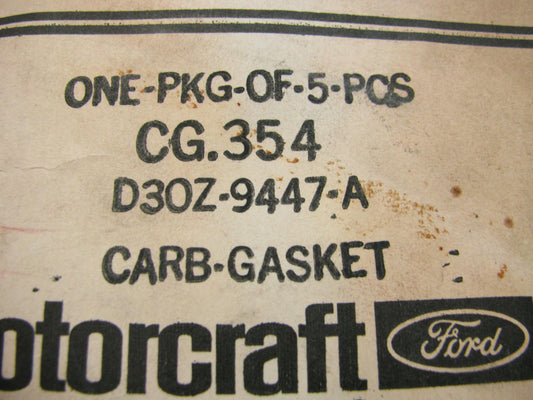 ONE-PKG-OF-5-PCS
CG.354
D3OZ-9447-A
CARB-GASKET
otorcraft Ford